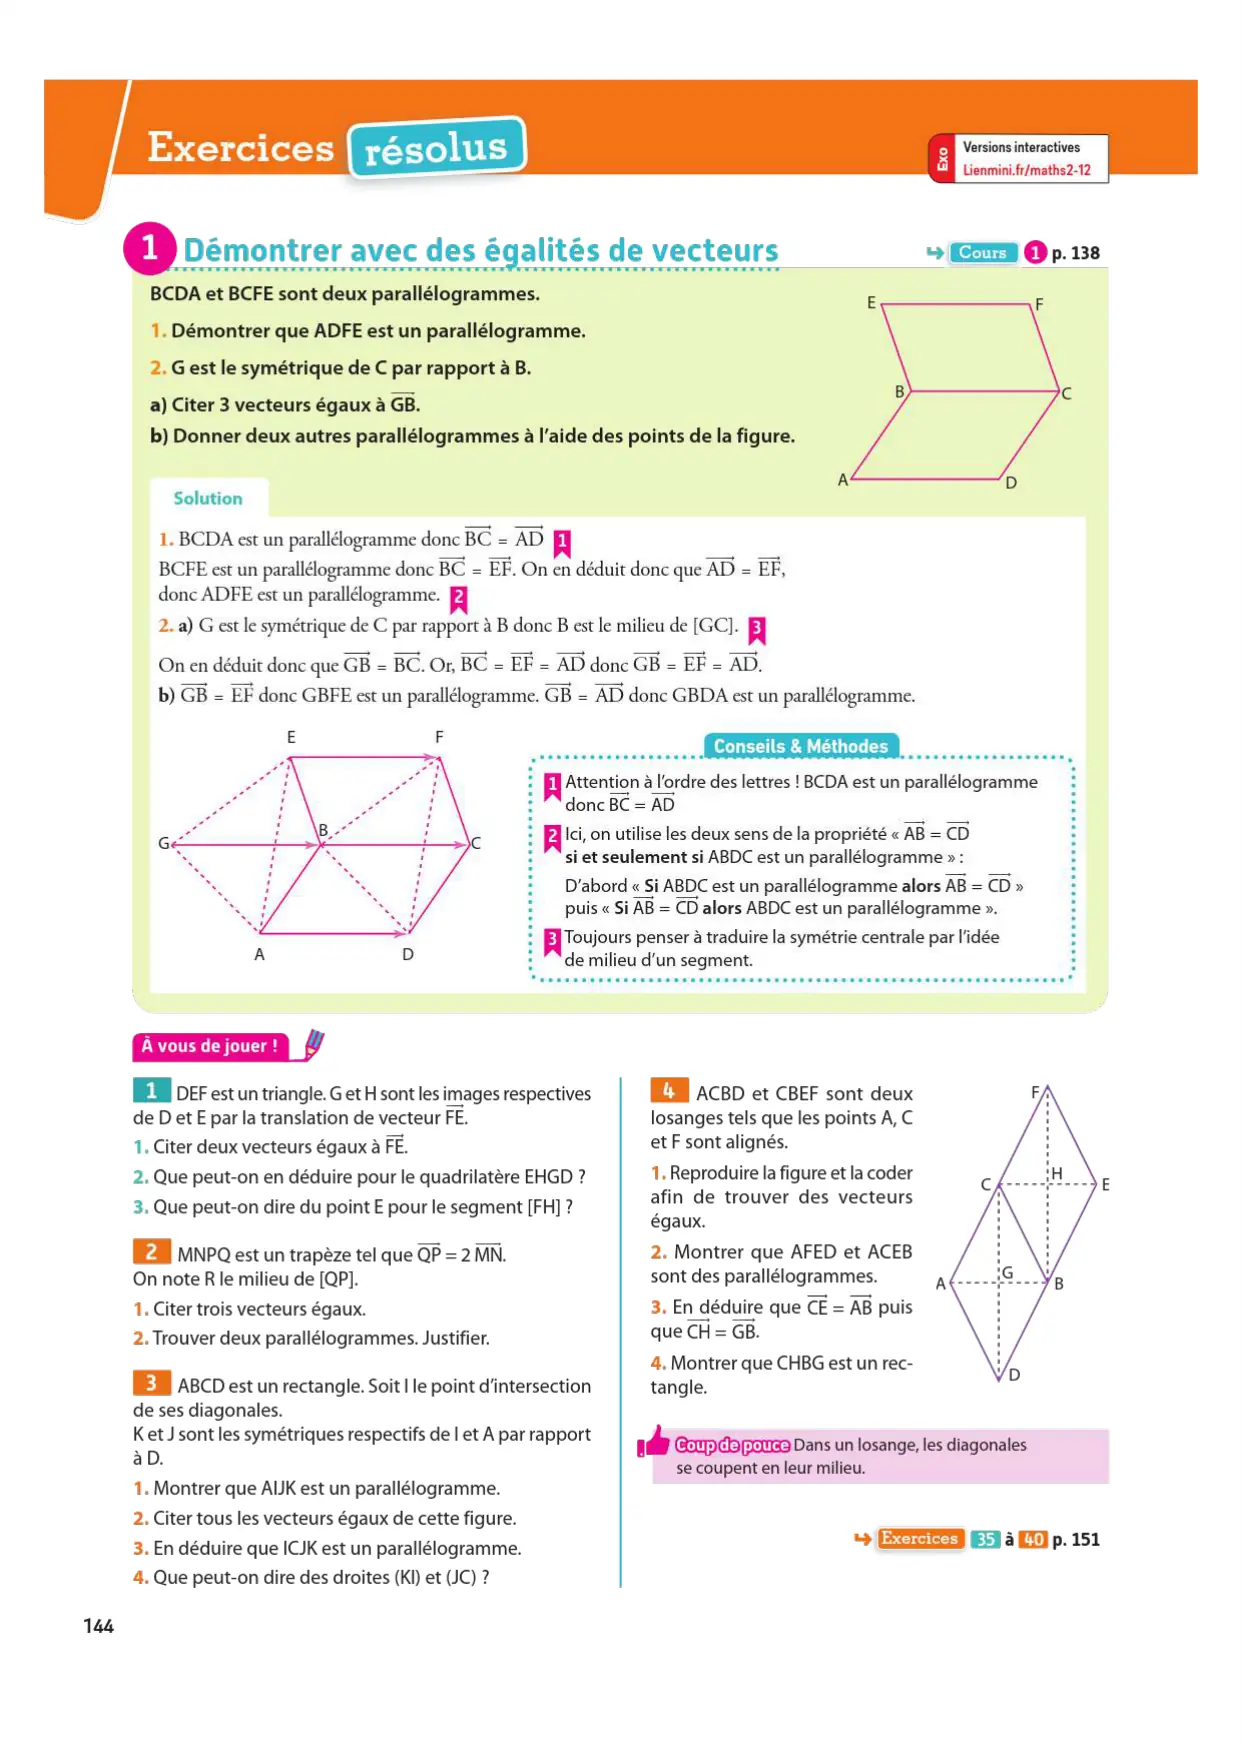 Exercices résolus
Exo
Versions interactives
Lienmini.fr/maths2-12
1 Démontrer avec des égalités de vecteurs
Cours 1 p. 138
BCDA et BCFE sont deux parallélogrammes.
1. Démontrer que ADFE est un parallélogramme.
2. G est le symétrique de C par rapport à B.
a) Citer 3 vecteurs égaux à GB.
b) Donner deux autres parallélogrammes à l'aide des points de la figure.
E
F
B
C
A
D
Solution
1. BCDA est un parallélogramme donc BC = AD 1
BCFE est un parallélogramme donc BC = EF. On en déduit donc que AD = EF,
donc ADFE est un parallélogramme. 2
2. a) G est le symétrique de C par rapport à B donc B est le milieu de [GC]. 3
On en déduit donc que GB = BC. Or, BC = EF = AD donc GB = EF = AD.
b) GB = EF donc GBFE est un parallélogramme. GB = AD donc GBDA est un parallélogramme.
E
F
G
B
C
A
D
Conseils & Méthodes
1 Attention à l'ordre des lettres ! BCDA est un parallélogramme
donc BC = AD
2 Ici, on utilise les deux sens de la propriété « AB = CD
si et seulement si ABDC est un parallélogramme » :
D'abord « Si ABDC est un parallélogramme alors AB = CD »
puis « Si AB = CD alors ABDC est un parallélogramme ».
3 Toujours penser à traduire la symétrie centrale par l'idée
de milieu d'un segment.
À vous de jouer !
1 DEF est un triangle. G et H sont les images respectives
de D et E par la translation de vecteur FE.
1. Citer deux vecteurs égaux à FE.
2. Que peut-on en déduire pour le quadrilatère EHGD ?
3. Que peut-on dire du point E pour le segment [FH] ?
2 MNPQ est un trapèze tel que QP = 2 MN.
On note R le milieu de [QP].
1. Citer trois vecteurs égaux.
2. Trouver deux parallélogrammes. Justifier.
3 ABCD est un rectangle. Soit I le point d'intersection
de ses diagonales.
K et J sont les symétriques respectifs de I et A par rapport
à D.
1. Montrer que AIJK est un parallélogramme.
2. Citer tous les vecteurs égaux de cette figure.
3. En déduire que ICJK est un parallélogramme.
4. Que peut-on dire des droites (KI) et (JC) ?
4 ACBD et CBEF sont deux
losanges tels que les points A, C
et F sont alignés.
1. Reproduire la figure et la coder
afin de trouver des vecteurs
égaux.
2. Montrer que AFED et ACEB
sont des parallélogrammes.
3. En déduire que CE = AB puis
que CH = GB.
4. Montrer que CHBG est un rec-
tangle.
F
H
C
E
G
A
B
D
Coup de pouce Dans un losange, les diagonales
se coupent en leur milieu.
Exercices 35 à 40 p. 151
144